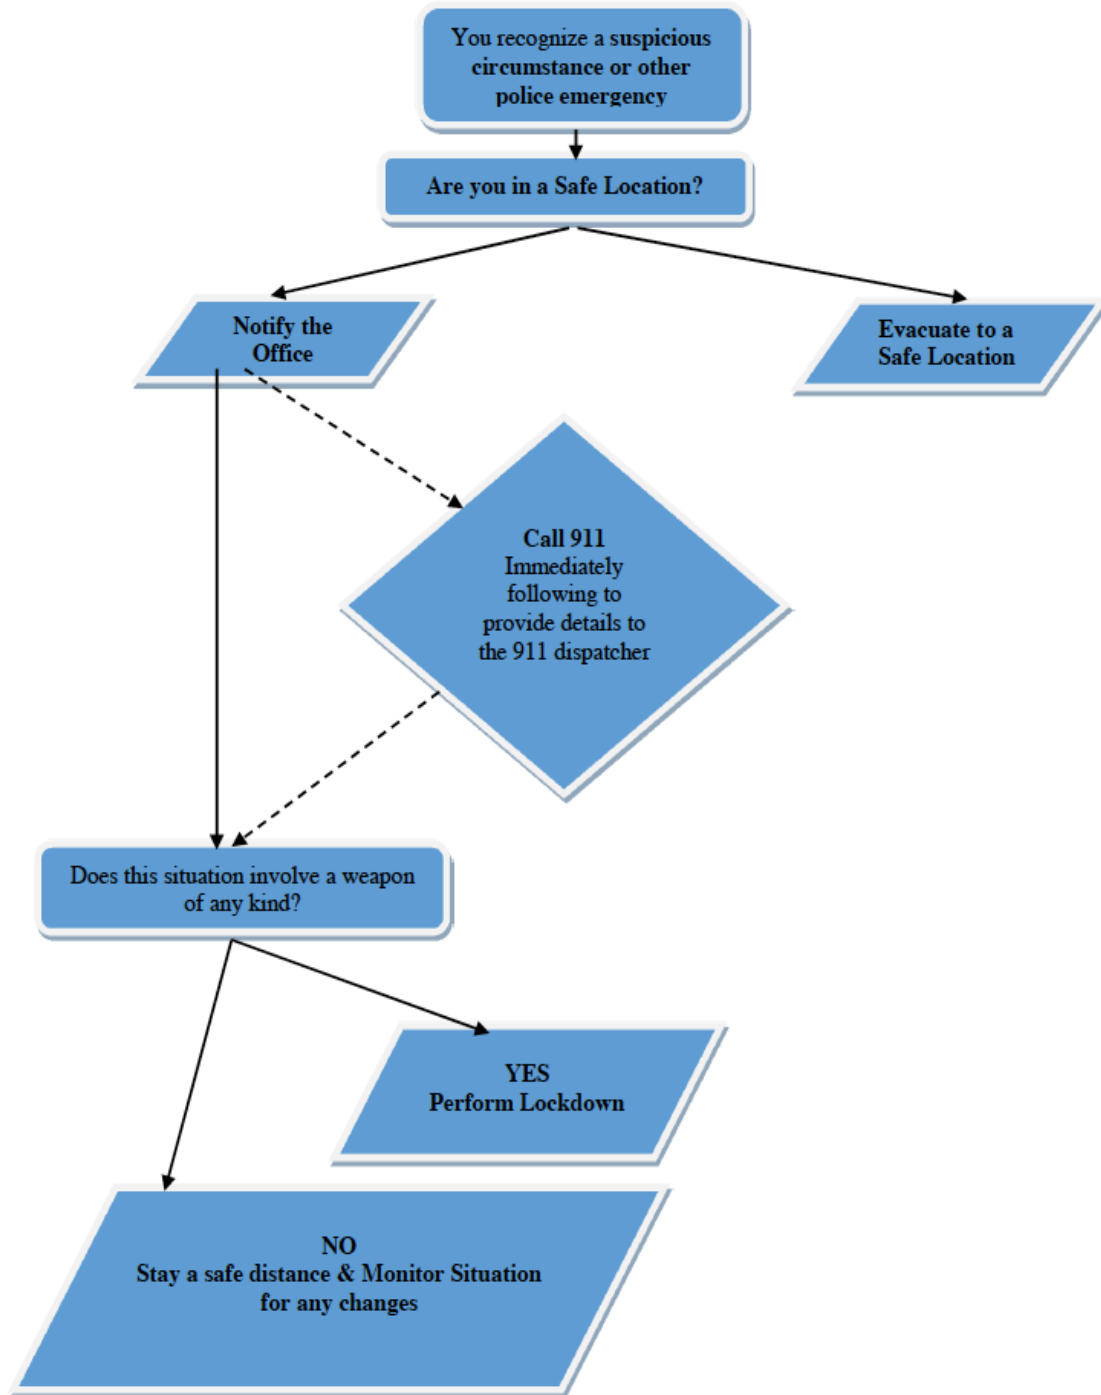 You recognize a suspicious
circumstance or other
police emergency
Are you in a Safe Location?
Notify the
Office
Evacuate to a
Safe Location
Call 911
Immediately
following to
provide details to
the 911 dispatcher
Does this situation involve a weapon
of any kind?
YES
Perform Lockdown
NO
Stay a safe distance & Monitor Situation
for any changes